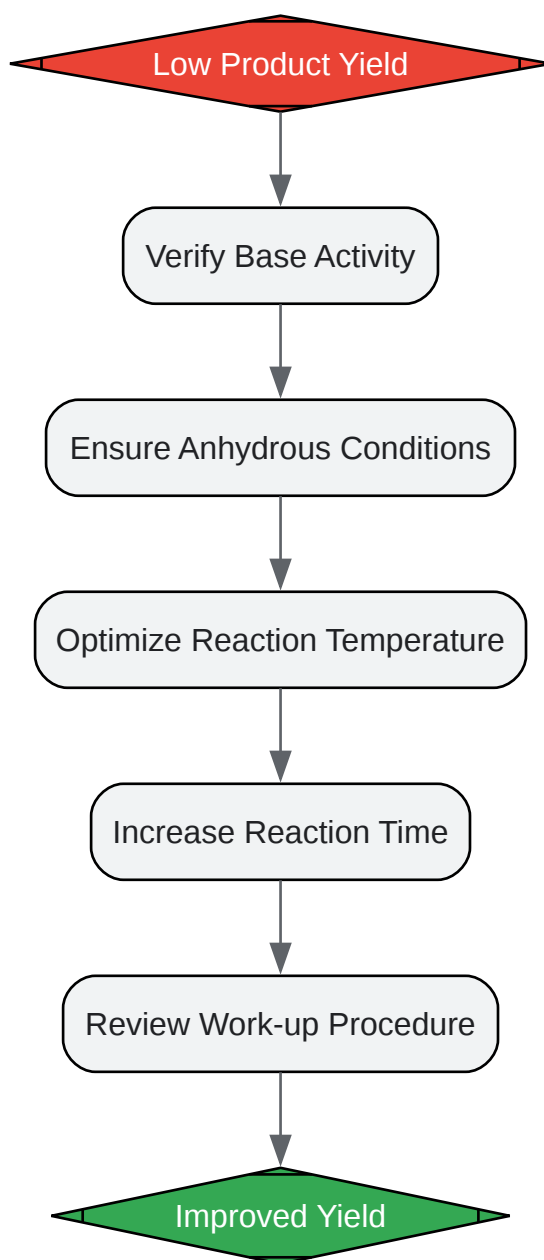 Low Product Yield
Verify Base Activity
Ensure Anhydrous Conditions
Optimize Reaction Temperature
Increase Reaction Time
Review Work-up Procedure
Improved Yield